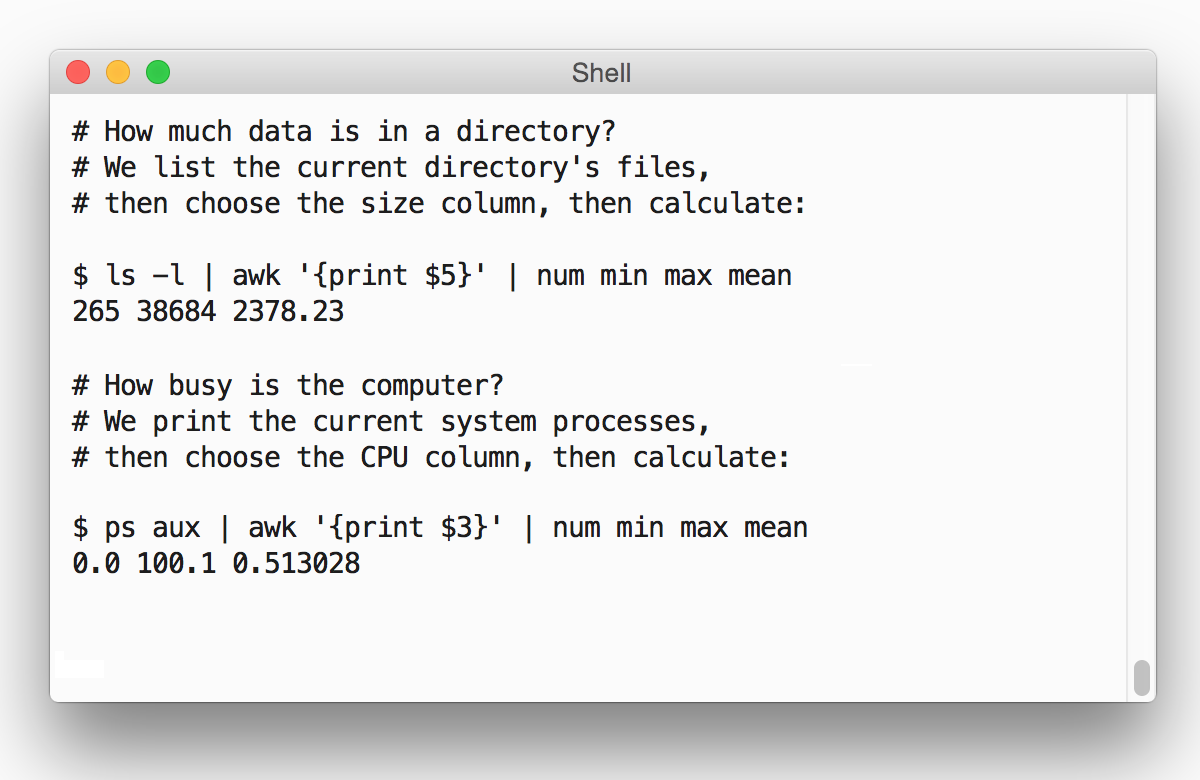 Shell
# How much data is in a directory?
# We list the current directory's files,
# then choose the size column, then calculate:
$ ls -l | awk '{print $5}' | num min max mean
265 38684 2378.23
# How busy is the computer?
# We print the current system processes,
# then choose the CPU column, then calculate:
$ ps aux | awk '{print $3}' | num min max mean
0.0 100.1 0.513028